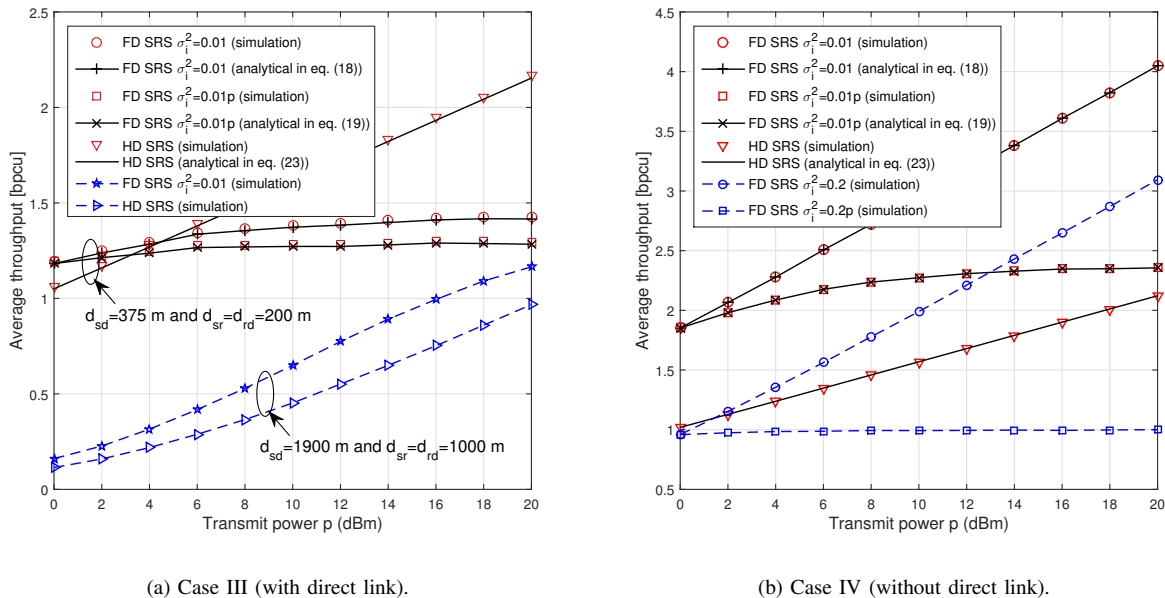 2.5
2
1.5
1
0.5
0
Average throughput [bpcu]
FD SRS σ_i^2=0.01 (simulation)
FD SRS σ_i^2=0.01 (analytical in eq. (18))
FD SRS σ_i^2=0.01p (simulation)
FD SRS σ_i^2=0.01p (analytical in eq. (19))
HD SRS (simulation)
HD SRS (analytical in eq. (23))
FD SRS σ_i^2=0.01 (simulation)
HD SRS (simulation)
d_sd=375 m and d_sr=d_rd=200 m
d_sd=1900 m and d_sr=d_rd=1000 m
0 2 4 6 8 10 12 14 16 18 20
Transmit power p (dBm)
(a) Case III (with direct link).
4.5
4
3.5
3
2.5
2
1.5
1
0.5
Average throughput [bpcu]
FD SRS σ_i^2=0.01 (simulation)
FD SRS σ_i^2=0.01 (analytical in eq. (18))
FD SRS σ_i^2=0.01p (simulation)
FD SRS σ_i^2=0.01p (analytical in eq. (19))
HD SRS (simulation)
HD SRS (analytical in eq. (23))
FD SRS σ_i^2=0.2 (simulation)
FD SRS σ_i^2=0.2p (simulation)
0 2 4 6 8 10 12 14 16 18 20
Transmit power p (dBm)
(b) Case IV (without direct link).